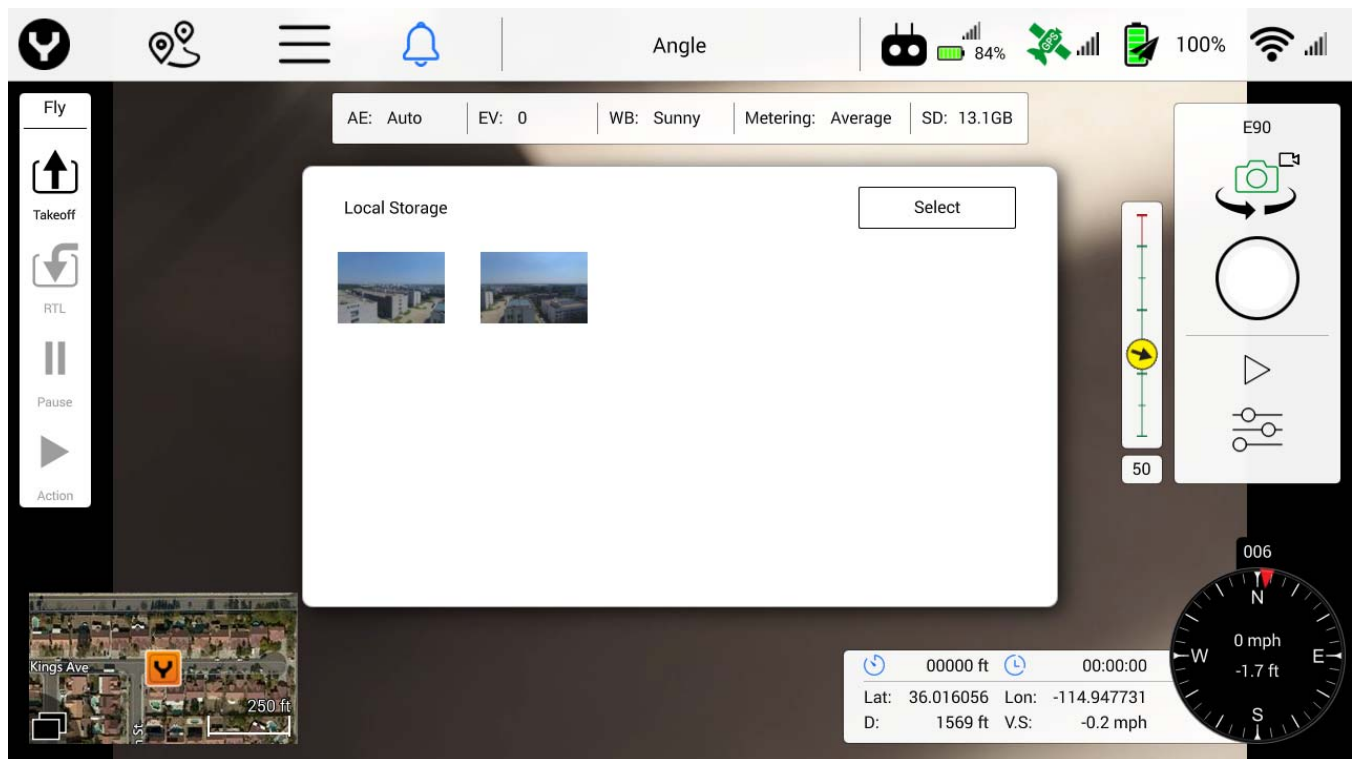 Angle
GPS
84%
100%
Fly
Takeoff
RTL
Pause
Action
AE: Auto
EV: 0
WB: Sunny
Metering: Average
SD: 13.1GB
Local Storage
Select
E90
50
Kings Ave
St.
250 ft
00000 ft
00:00:00
Lat: 36.016056 Lon: -114.947731
D: 1569 ft V.S: -0.2 mph
006
N
W
E
S
0 mph
-1.7 ft